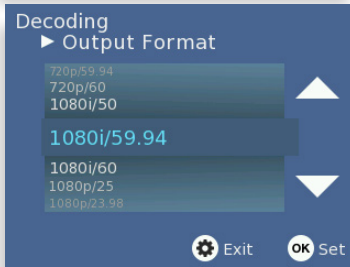 Decoding
Output Format
720p/59.94
720p/60
1080i/50
1080i/59.94
1080i/60
1080p/25
1080p/23.98
Exit
OK Set